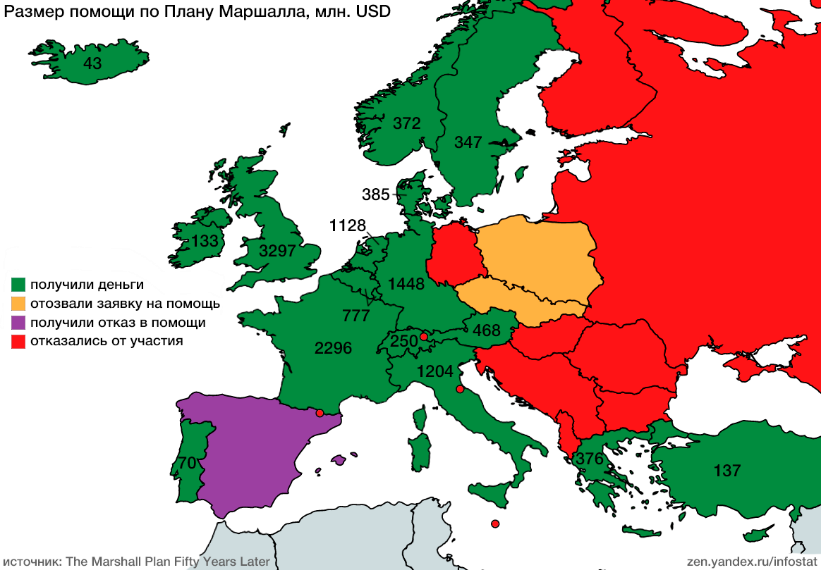 Размер помощи по Плану Маршалла, млн. USD
43
372
347
385
1128
133
3297
1448
777
468
250
2296
1204
70
376
137
получили деньги
отозвали заявку на помощь
получили отказ в помощи
отказались от участия
источник: The Marshall Plan Fifty Years Later
zen.yandex.ru/infostat